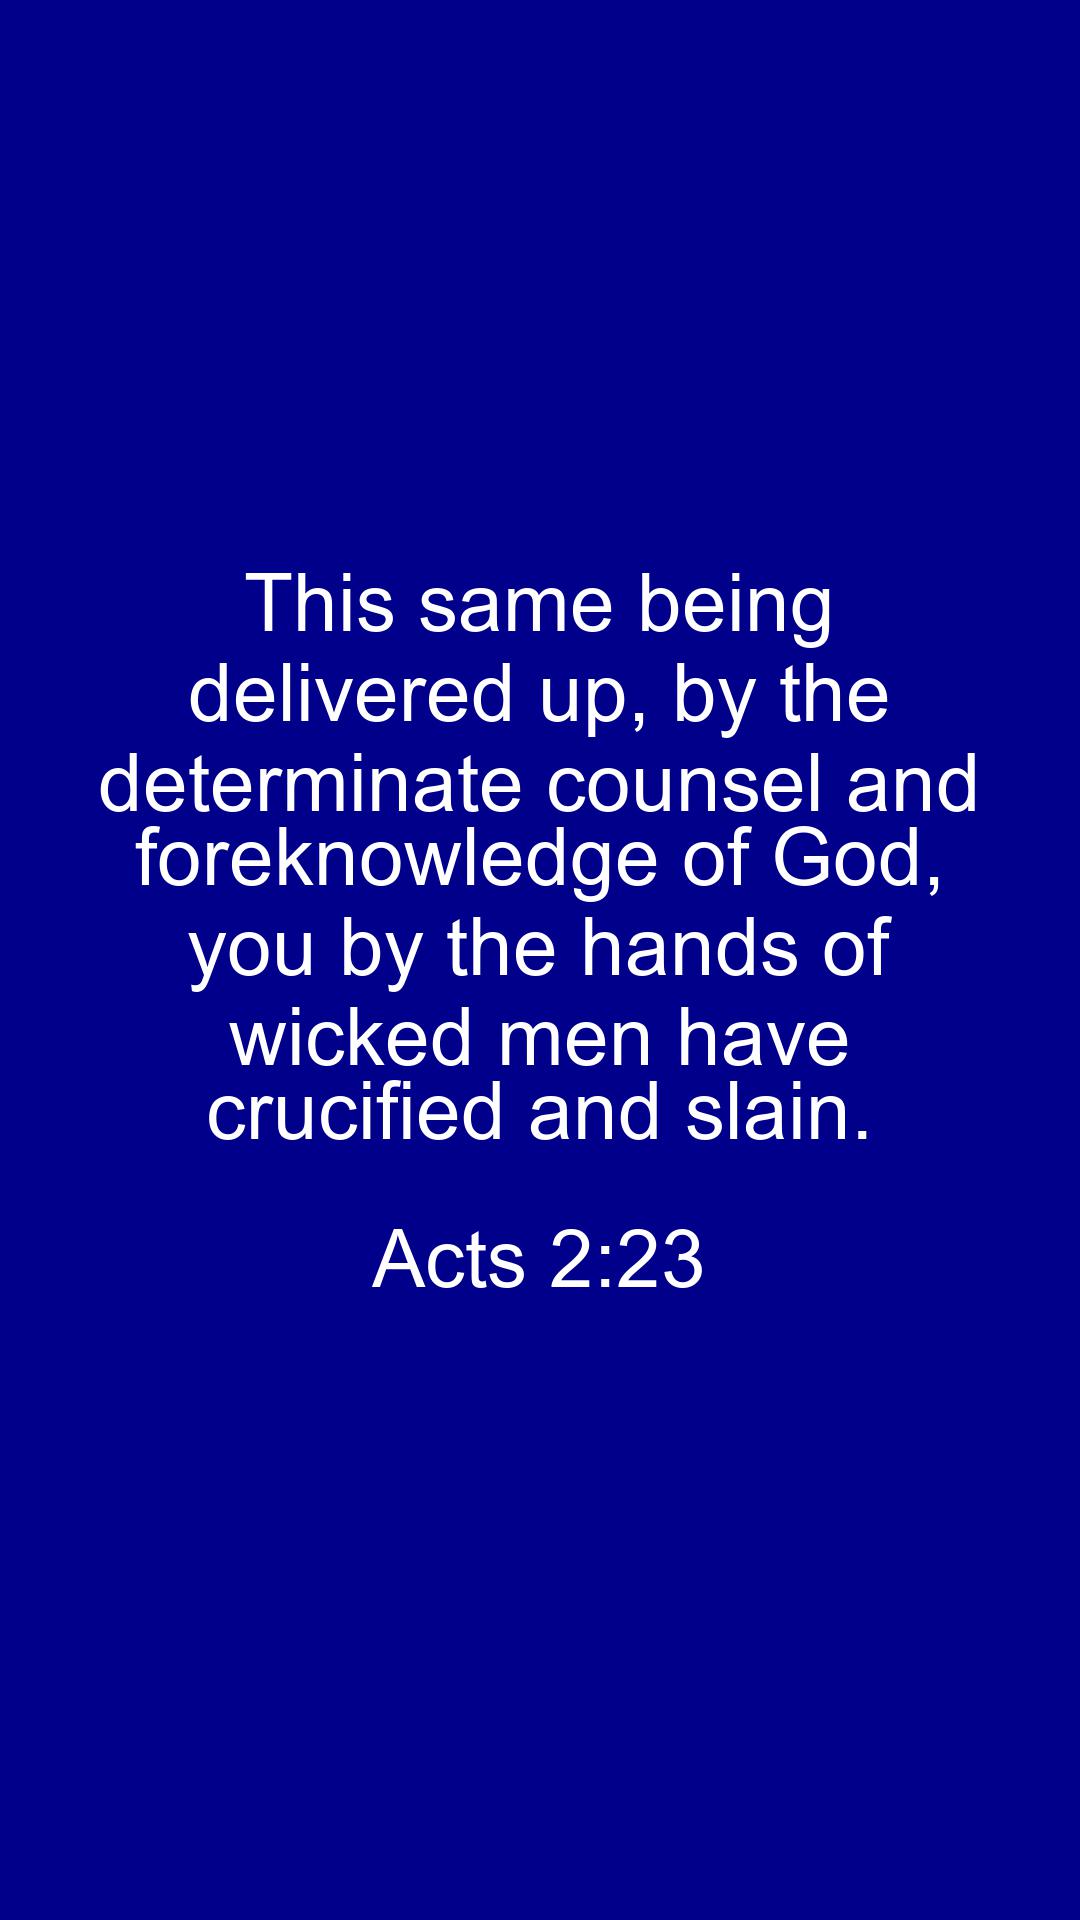 This same being
delivered up, by the
determinate counsel and
foreknowledge of God,
you by the hands of
wicked men have
crucified and slain.
Acts 2:23